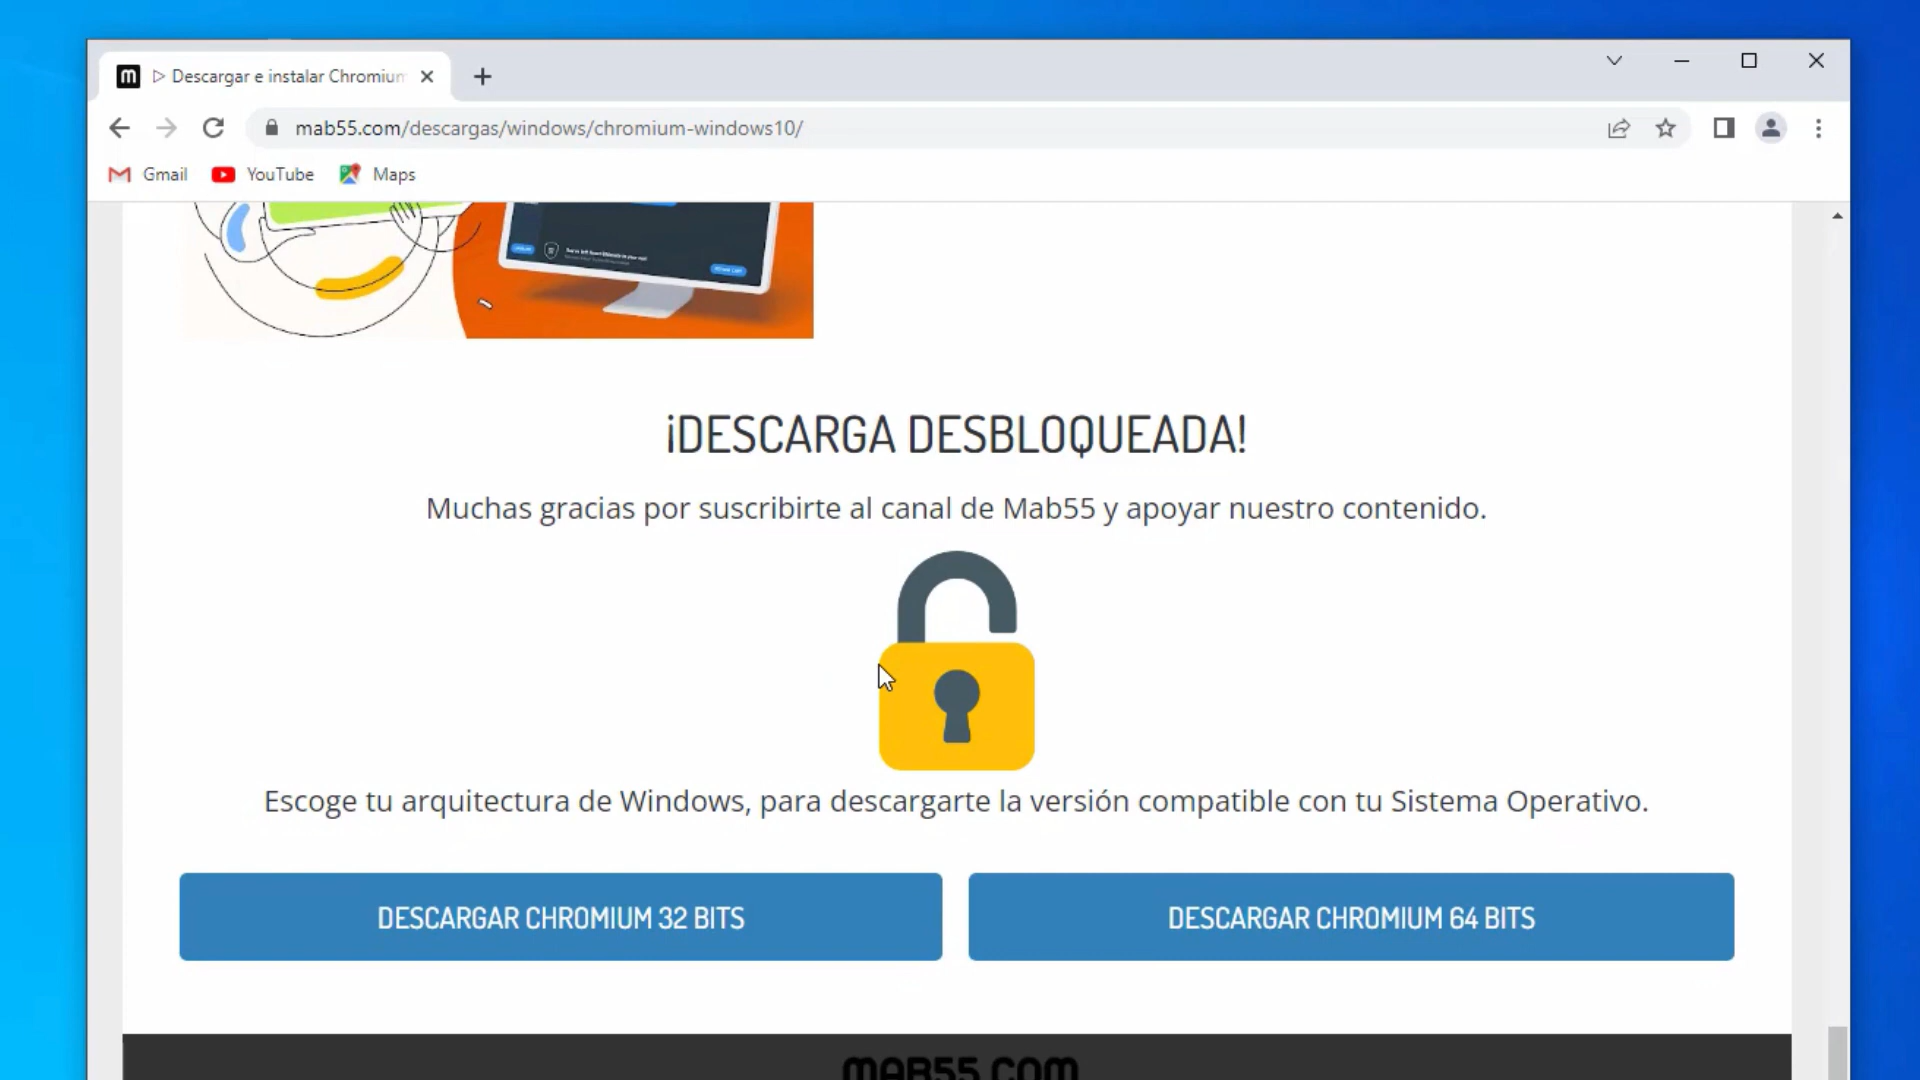 ▷ Descargar e instalar Chromium
mab55.com/descargas/windows/chromium-windows10/
Gmail
YouTube
Maps
¡DESCARGA DESBLOQUEADA!
Muchas gracias por suscribirte al canal de Mab55 y apoyar nuestro contenido.
Escoge tu arquitectura de Windows, para descargarte la versión compatible con tu Sistema Operativo.
DESCARGAR CHROMIUM 32 BITS
DESCARGAR CHROMIUM 64 BITS
MAB55.COM